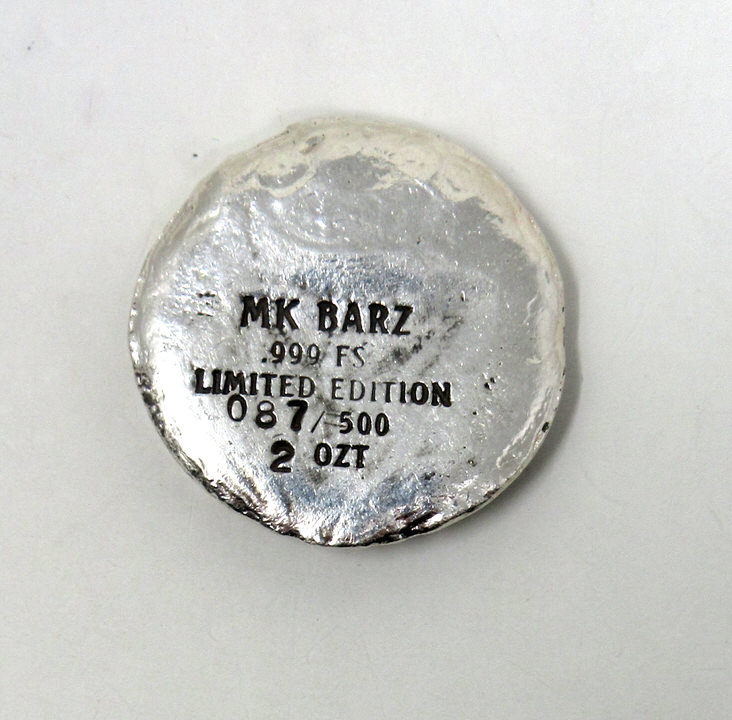 MK BARZ
.999 FS
LIMITED EDITION
087/500
2 OZT